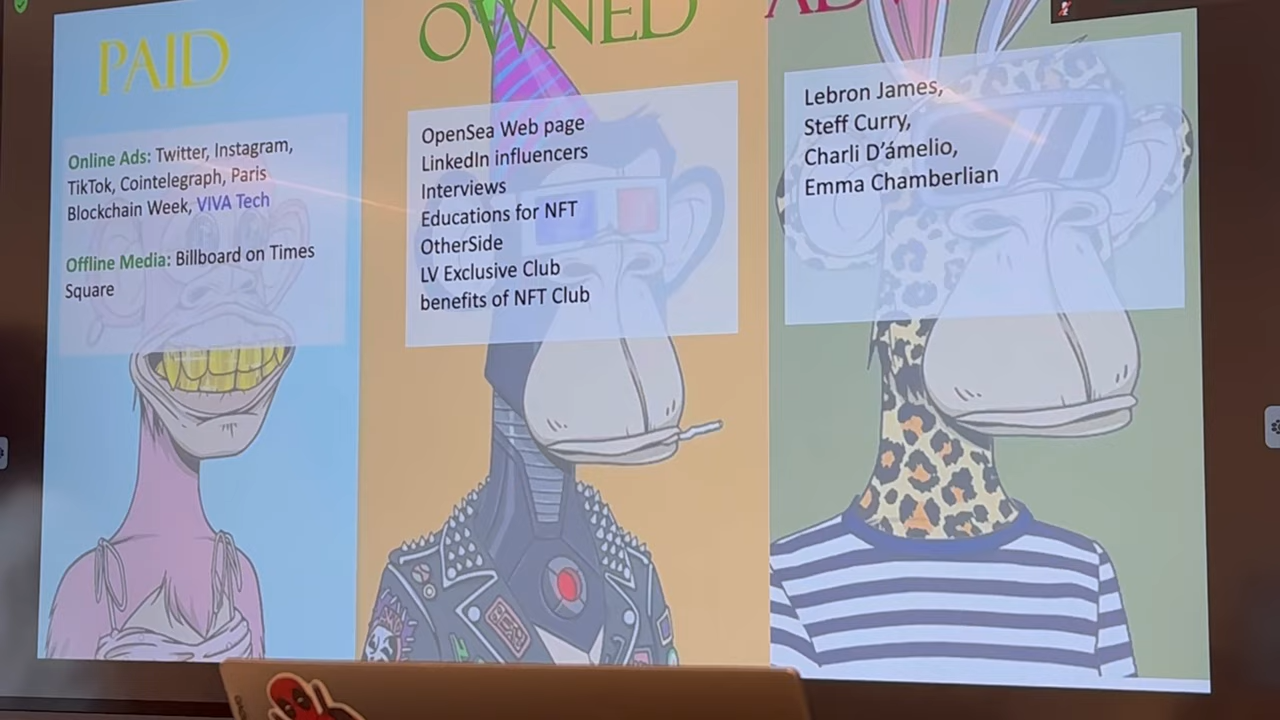 PAID
Online Ads: Twitter, Instagram,
TikTok, Cointelegraph, Paris
Blockchain Week, VIVA Tech
Offline Media: Billboard on Times
Square
OWNED
OpenSea Web page
LinkedIn influencers
Interviews
Educations for NFT
OtherSide
LV Exclusive Club
benefits of NFT Club
Lebron James,
Steff Curry,
Charli D’ámelio,
Emma Chamberlian